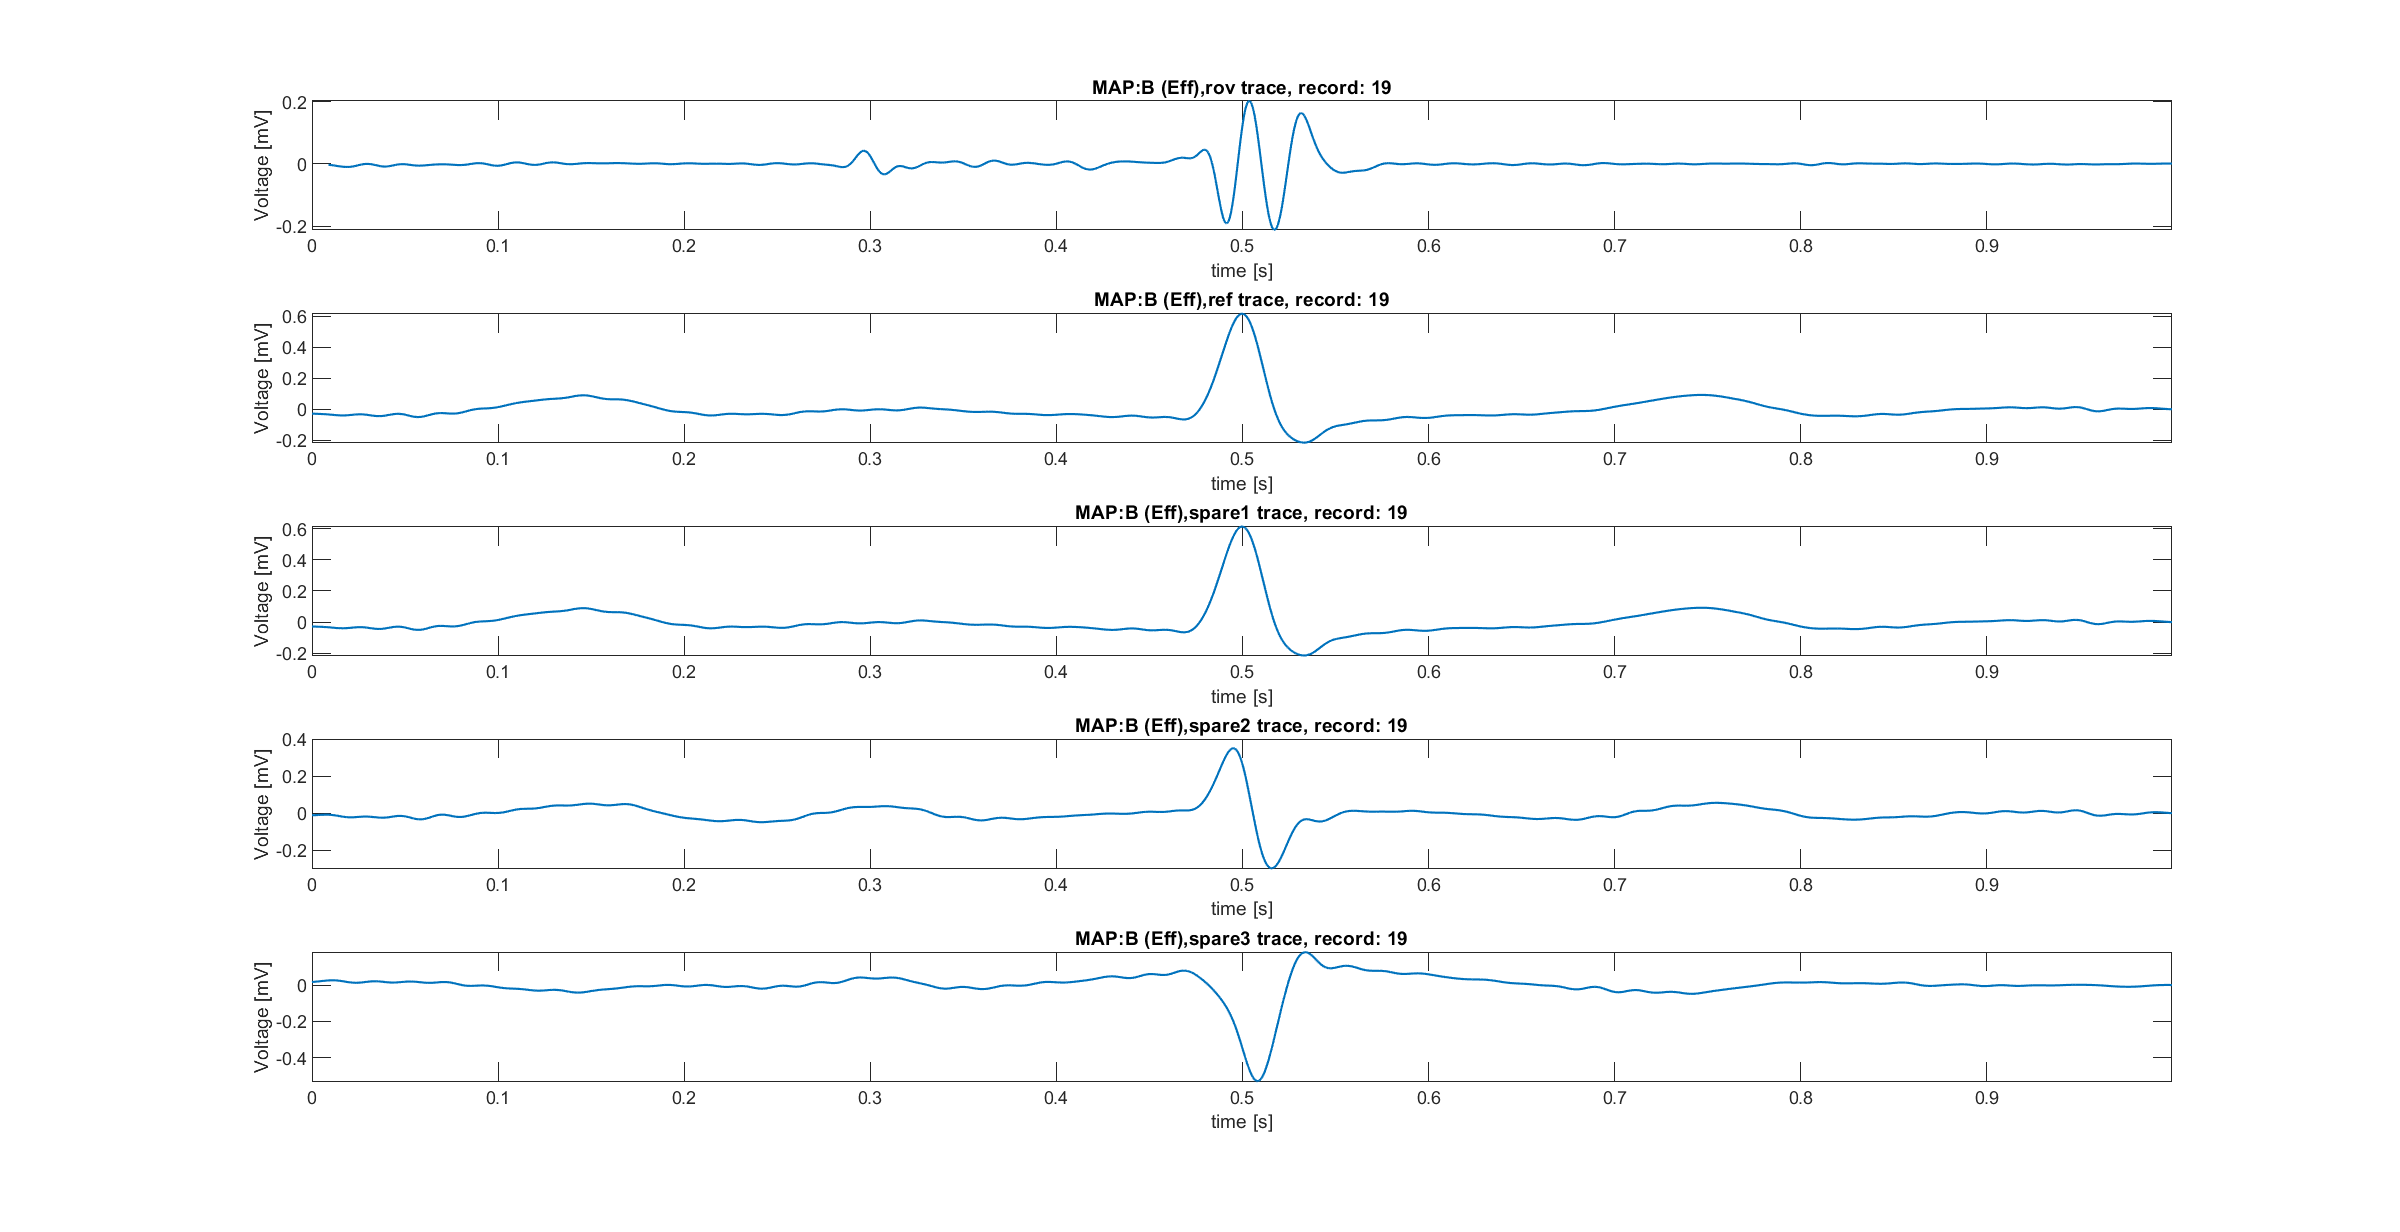 MAP:B (Eff),rov trace, record: 19
Voltage [mV]
0.2
0
-0.2
0 0.1 0.2 0.3 0.4 0.5 0.6 0.7 0.8 0.9
time [s]
MAP:B (Eff),ref trace, record: 19
Voltage [mV]
0.6
0.4
0.2
0
-0.2
0 0.1 0.2 0.3 0.4 0.5 0.6 0.7 0.8 0.9
time [s]
MAP:B (Eff),spare1 trace, record: 19
Voltage [mV]
0.6
0.4
0.2
0
-0.2
0 0.1 0.2 0.3 0.4 0.5 0.6 0.7 0.8 0.9
time [s]
MAP:B (Eff),spare2 trace, record: 19
Voltage [mV]
0.4
0.2
0
-0.2
0 0.1 0.2 0.3 0.4 0.5 0.6 0.7 0.8 0.9
time [s]
MAP:B (Eff),spare3 trace, record: 19
Voltage [mV]
0
-0.2
-0.4
0 0.1 0.2 0.3 0.4 0.5 0.6 0.7 0.8 0.9
time [s]